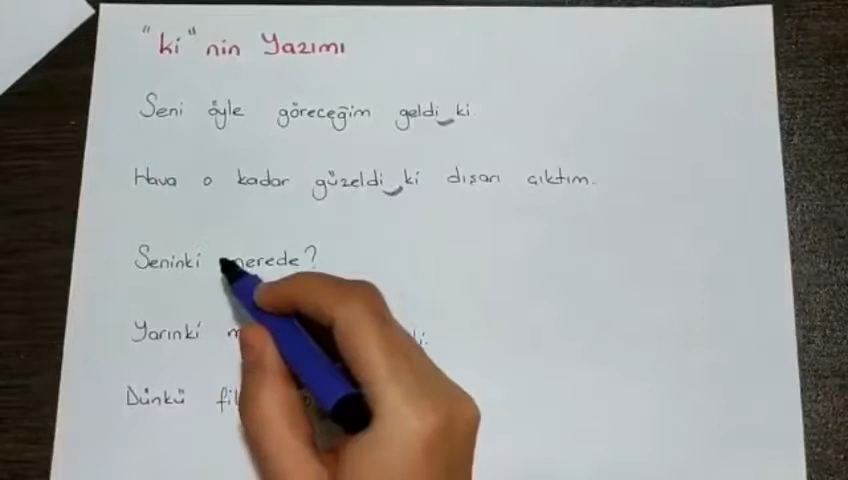 "ki" nin Yazımı
Seni öyle göreceğim geldi ki.
Hava o kadar güzeldi ki dışarı çıktım.
Seninki nerede?
Yarınki
Dünkü